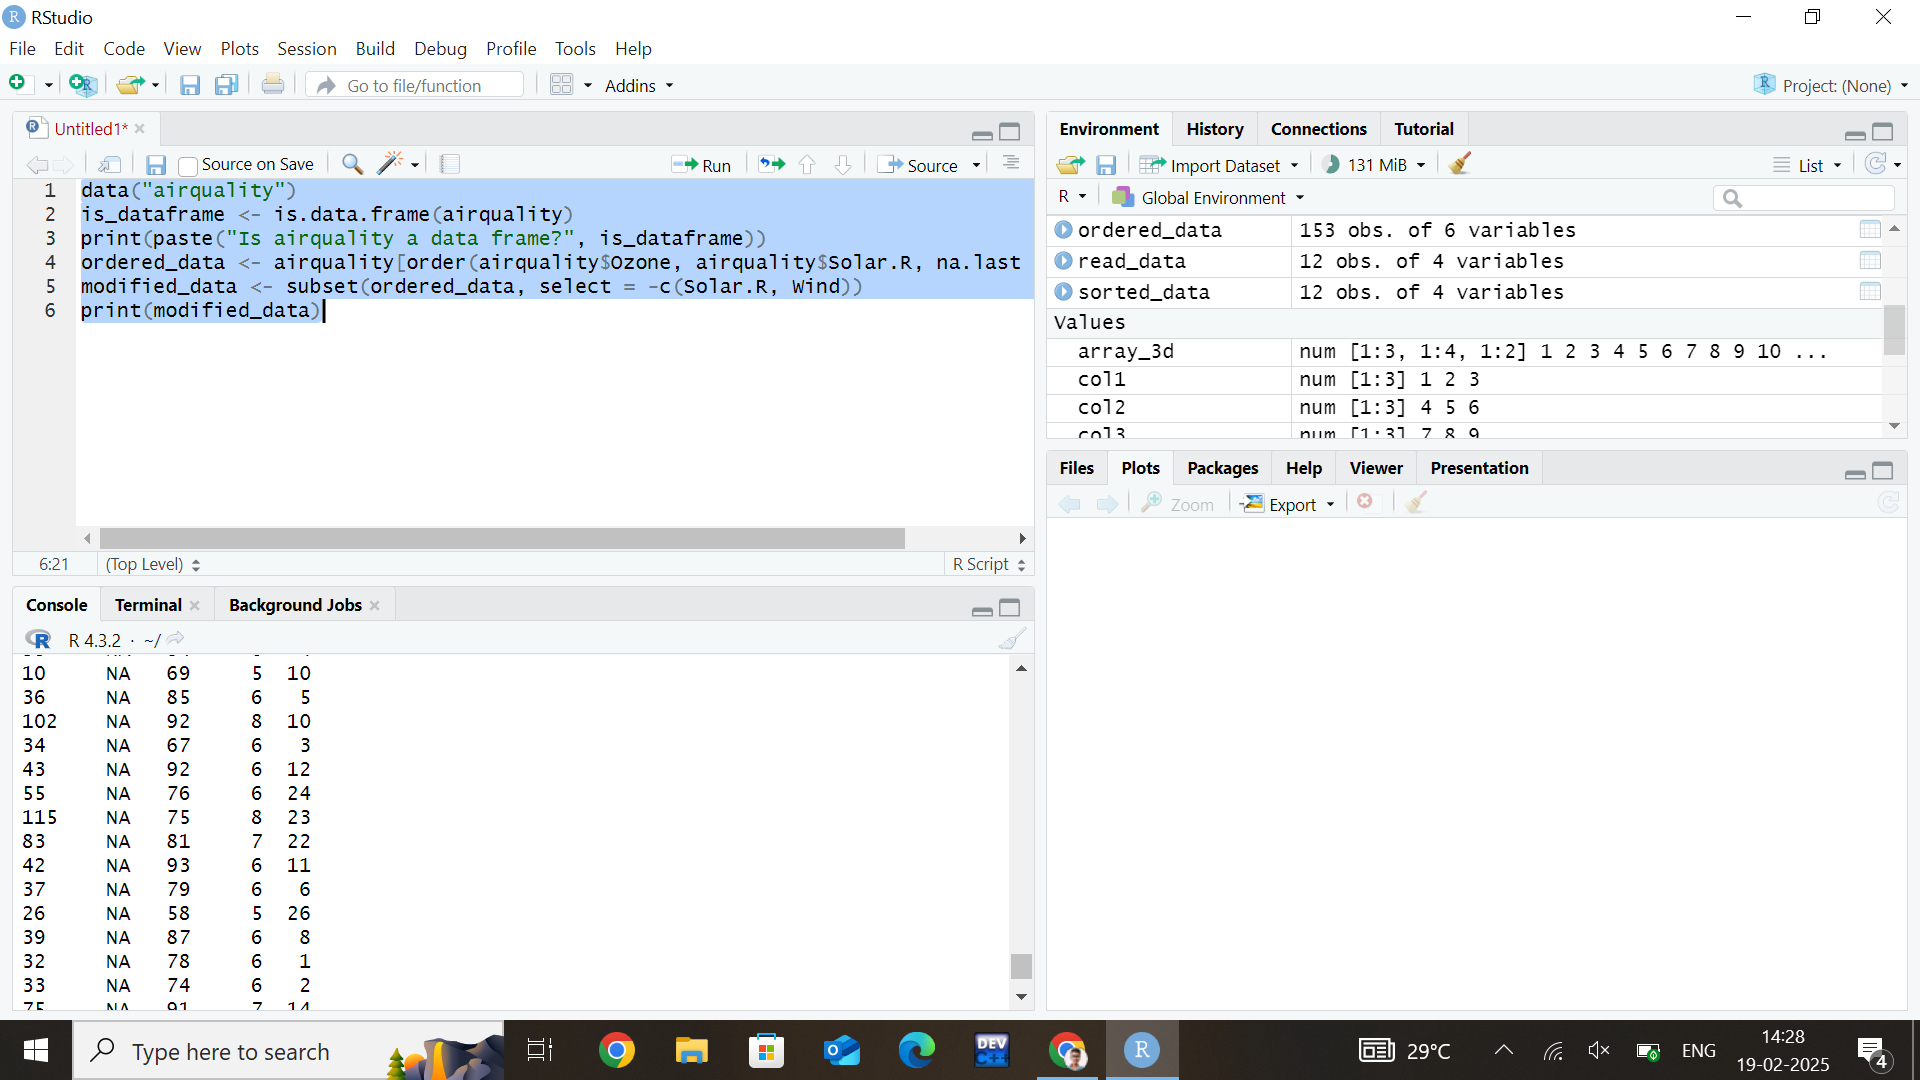 RStudio
File Edit Code View Plots Session Build Debug Profile Tools Help
Go to file/function Addins Project: (None)
Untitled1*
Source on Save Run Source
1 data("airquality")
2 is_dataframe <- is.data.frame(airquality)
3 print(paste("Is airquality a data frame?", is_dataframe))
4 ordered_data <- airquality[order(airquality$Ozone, airquality$Solar.R, na.last
5 modified_data <- subset(ordered_data, select = -c(Solar.R, Wind))
6 print(modified_data)
6:21 (Top Level) R Script
Console Terminal Background Jobs
R 4.3.2 · ~/
10 NA 69 5 10
36 NA 85 6 5
102 NA 92 8 10
34 NA 67 6 3
43 NA 92 6 12
55 NA 76 6 24
115 NA 75 8 23
83 NA 81 7 22
42 NA 93 6 11
37 NA 79 6 6
26 NA 58 5 26
39 NA 87 6 8
32 NA 78 6 1
33 NA 74 6 2
75 NA 91 7 14
Environment History Connections Tutorial
Import Dataset 131 MiB List
R Global Environment
ordered_data 153 obs. of 6 variables
read_data 12 obs. of 4 variables
sorted_data 12 obs. of 4 variables
Values
array_3d num [1:3, 1:4, 1:2] 1 2 3 4 5 6 7 8 9 10 ...
col1 num [1:3] 1 2 3
col2 num [1:3] 4 5 6
col3 num [1:3] 7 8 9
Files Plots Packages Help Viewer Presentation
Zoom Export
Type here to search
DEV C++
R
29°C
ENG
14:28
19-02-2025
4